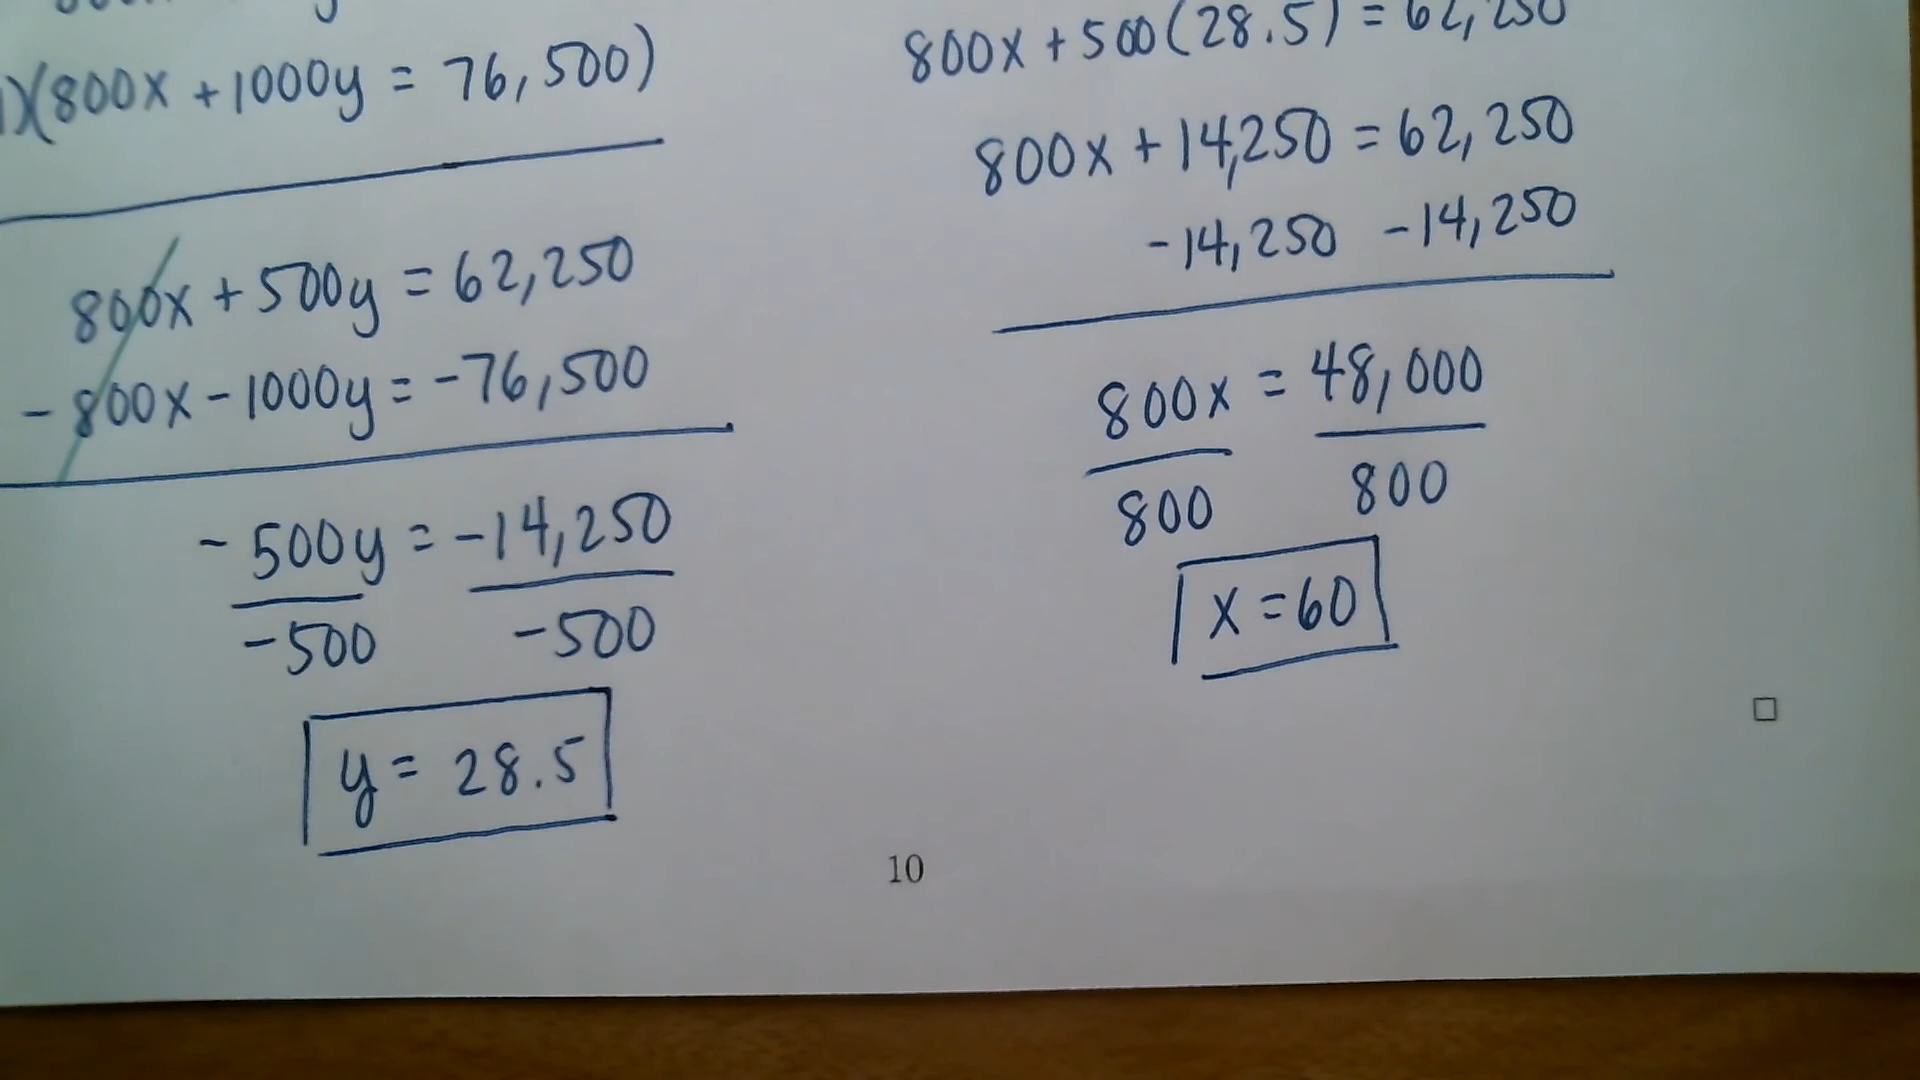 )(800x + 1000y = 76,500)
800x + 500y = 62,250
- 800x - 1000y = -76,500
- 500y = -14,250
-500 -500
y = 28.5
800x + 500(28.5) = 62,250
800x + 14,250 = 62,250
-14,250 -14,250
800x = 48,000
800 800
x = 60
10